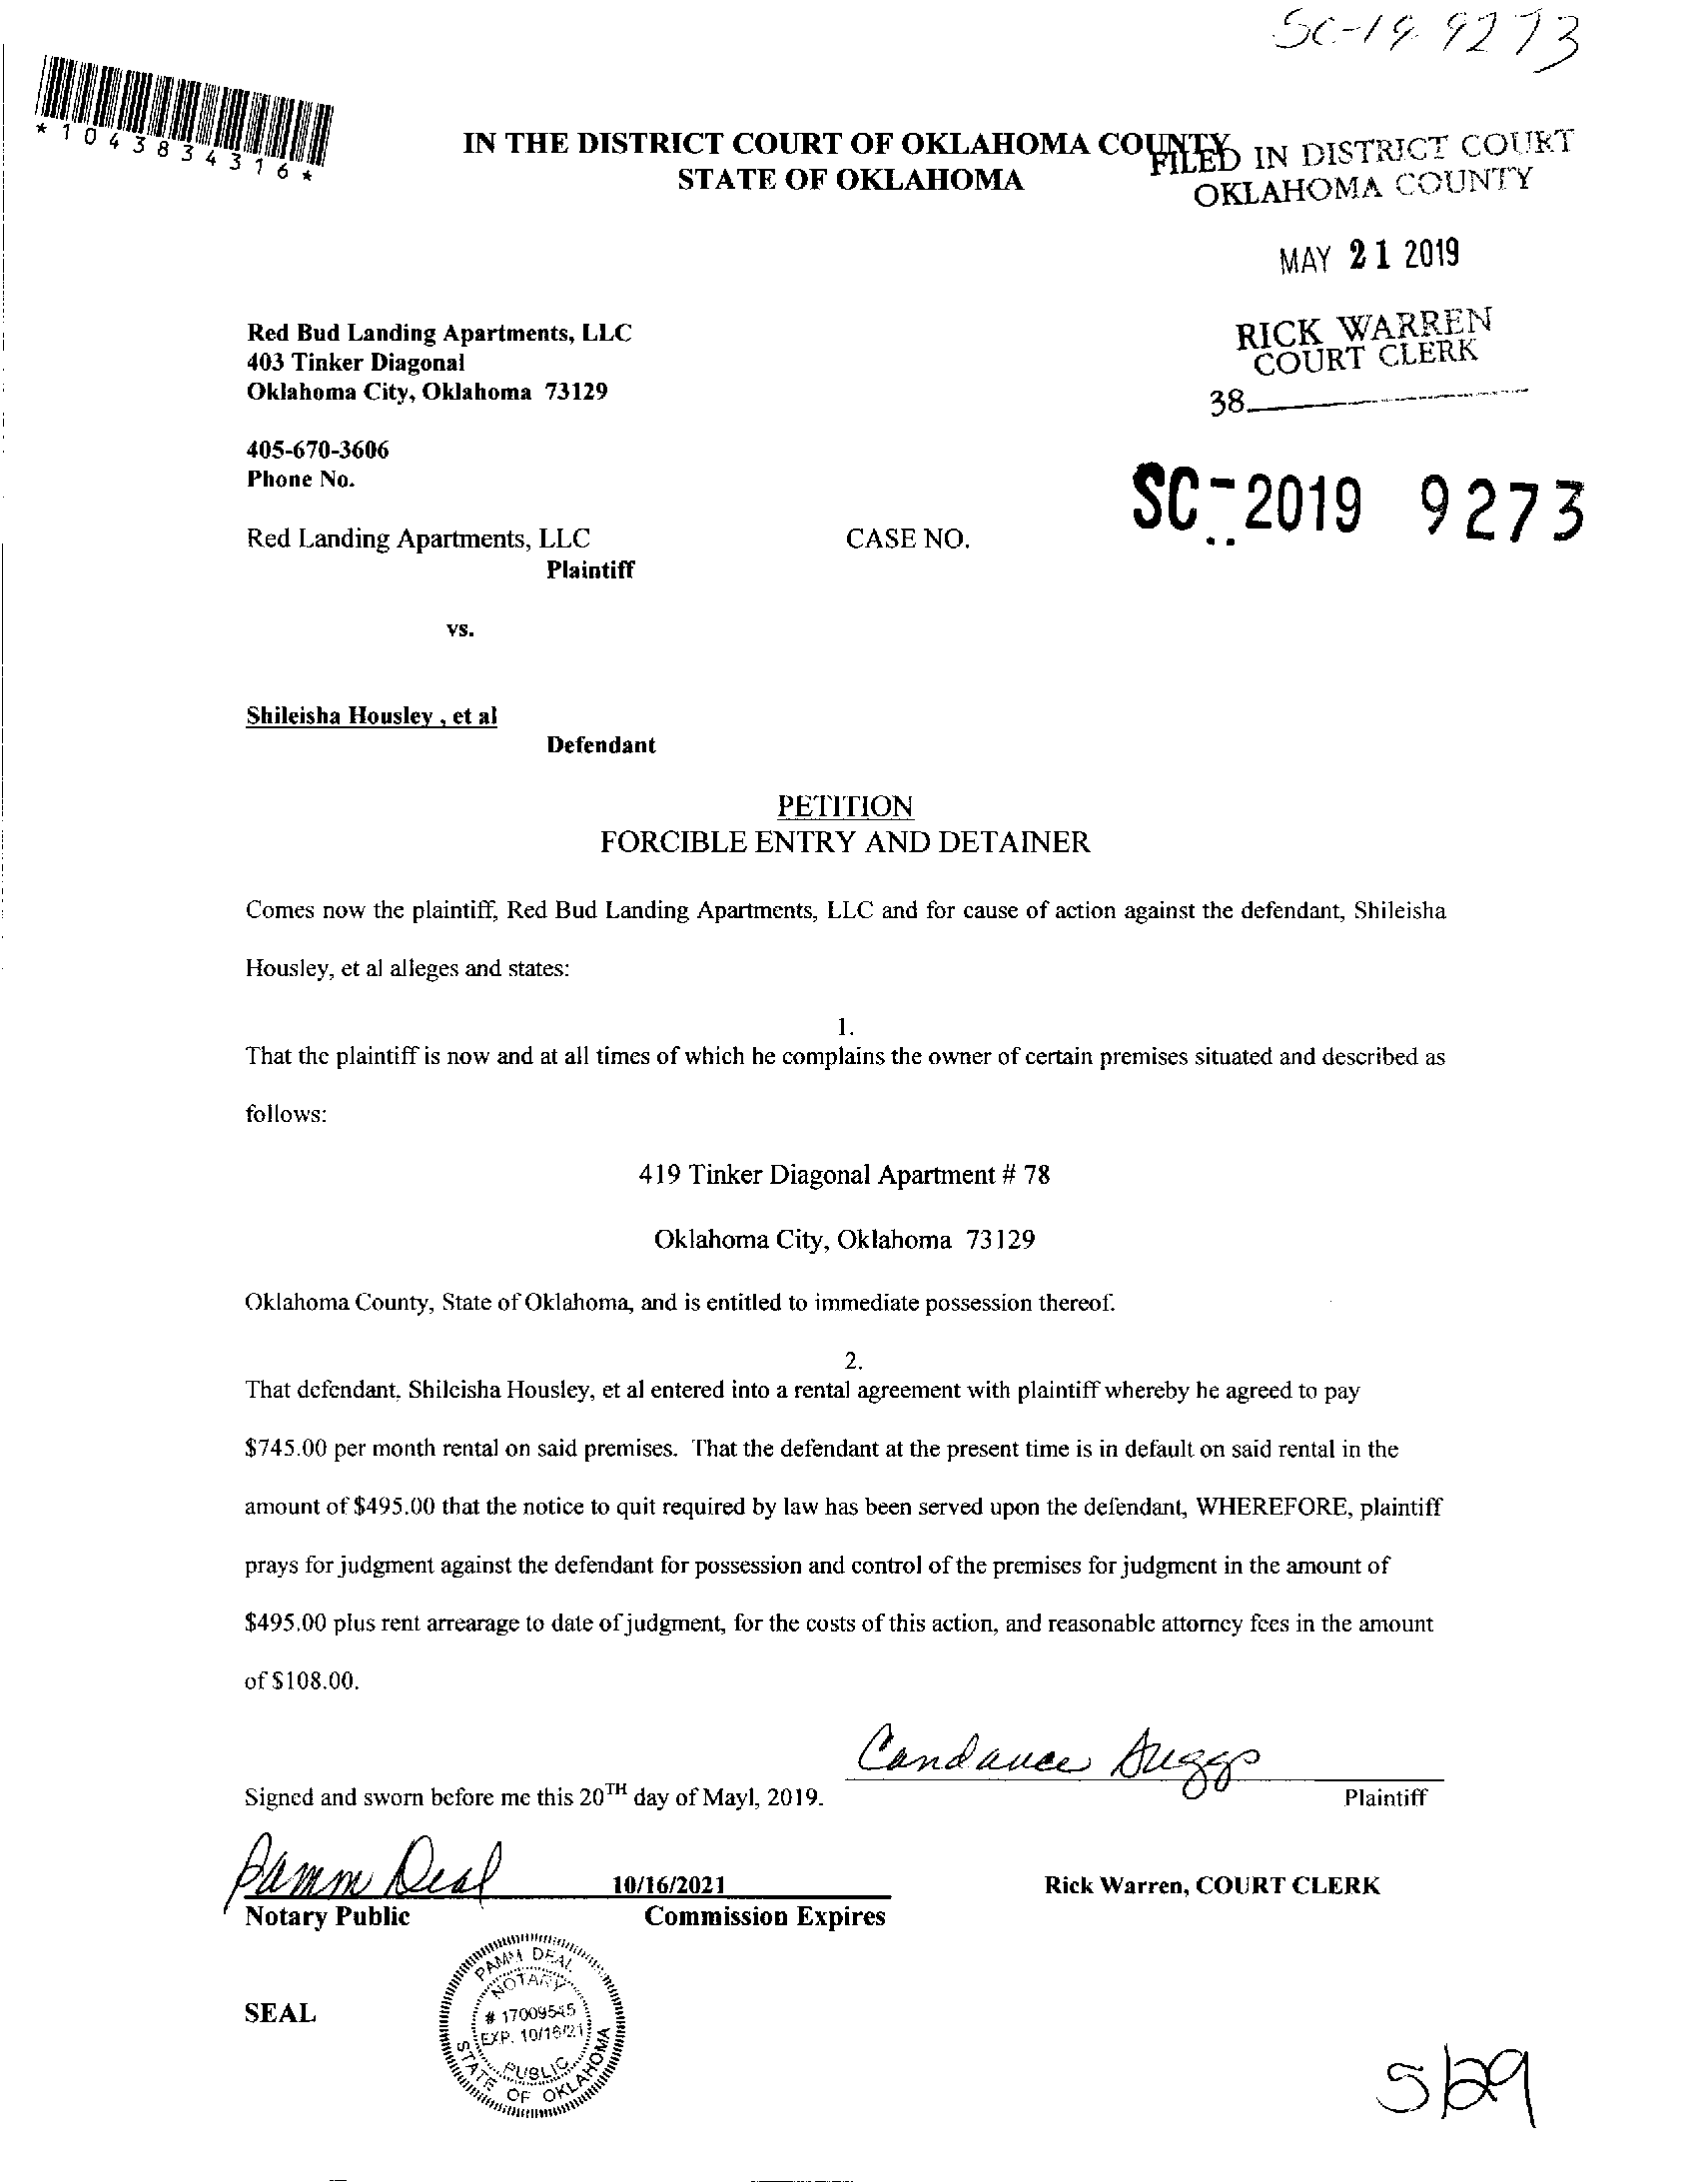 SC-19 9273
*1043834316*
IN THE DISTRICT COURT OF OKLAHOMA COUNTY
STATE OF OKLAHOMA
FILED IN DISTRICT COURT
OKLAHOMA COUNTY
MAY 21 2019
RICK WARREN
COURT CLERK
38
Red Bud Landing Apartments, LLC
403 Tinker Diagonal
Oklahoma City, Oklahoma 73129
405-670-3606
Phone No.
SC-2019 9273
Red Landing Apartments, LLC CASE NO.
Plaintiff
vs.
Shileisha Housley , et al
Defendant
PETITION
FORCIBLE ENTRY AND DETAINER
Comes now the plaintiff, Red Bud Landing Apartments, LLC and for cause of action against the defendant, Shileisha
Housley, et al alleges and states:
1.
That the plaintiff is now and at all times of which he complains the owner of certain premises situated and described as
follows:
419 Tinker Diagonal Apartment # 78
Oklahoma City, Oklahoma 73129
Oklahoma County, State of Oklahoma, and is entitled to immediate possession thereof.
2.
That defendant, Shileisha Housley, et al entered into a rental agreement with plaintiff whereby he agreed to pay
$745.00 per month rental on said premises. That the defendant at the present time is in default on said rental in the
amount of $495.00 that the notice to quit required by law has been served upon the defendant, WHEREFORE, plaintiff
prays for judgment against the defendant for possession and control of the premises for judgment in the amount of
$495.00 plus rent arrearage to date of judgment, for the costs of this action, and reasonable attorney fees in the amount
of $108.00.
Candance Suggs
Signed and sworn before me this 20TH day of Mayl, 2019. Plaintiff
Pamm Deal 10/16/2021 Rick Warren, COURT CLERK
Notary Public Commission Expires
SEAL
PAMM DEAL
NOTARY
# 17009545
EXP. 10/16/21
PUBLIC
STATE OF OKLAHOMA
5/29